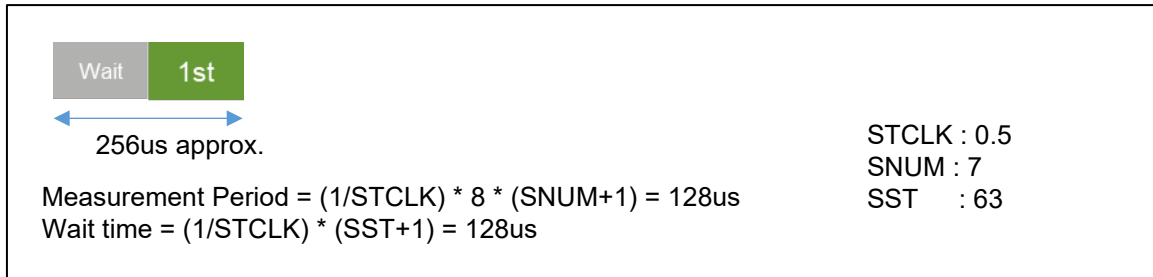 Wait 1st
256us approx.
STCLK : 0.5
SNUM : 7
SST : 63
Measurement Period = (1/STCLK) * 8 * (SNUM+1) = 128us
Wait time = (1/STCLK) * (SST+1) = 128us